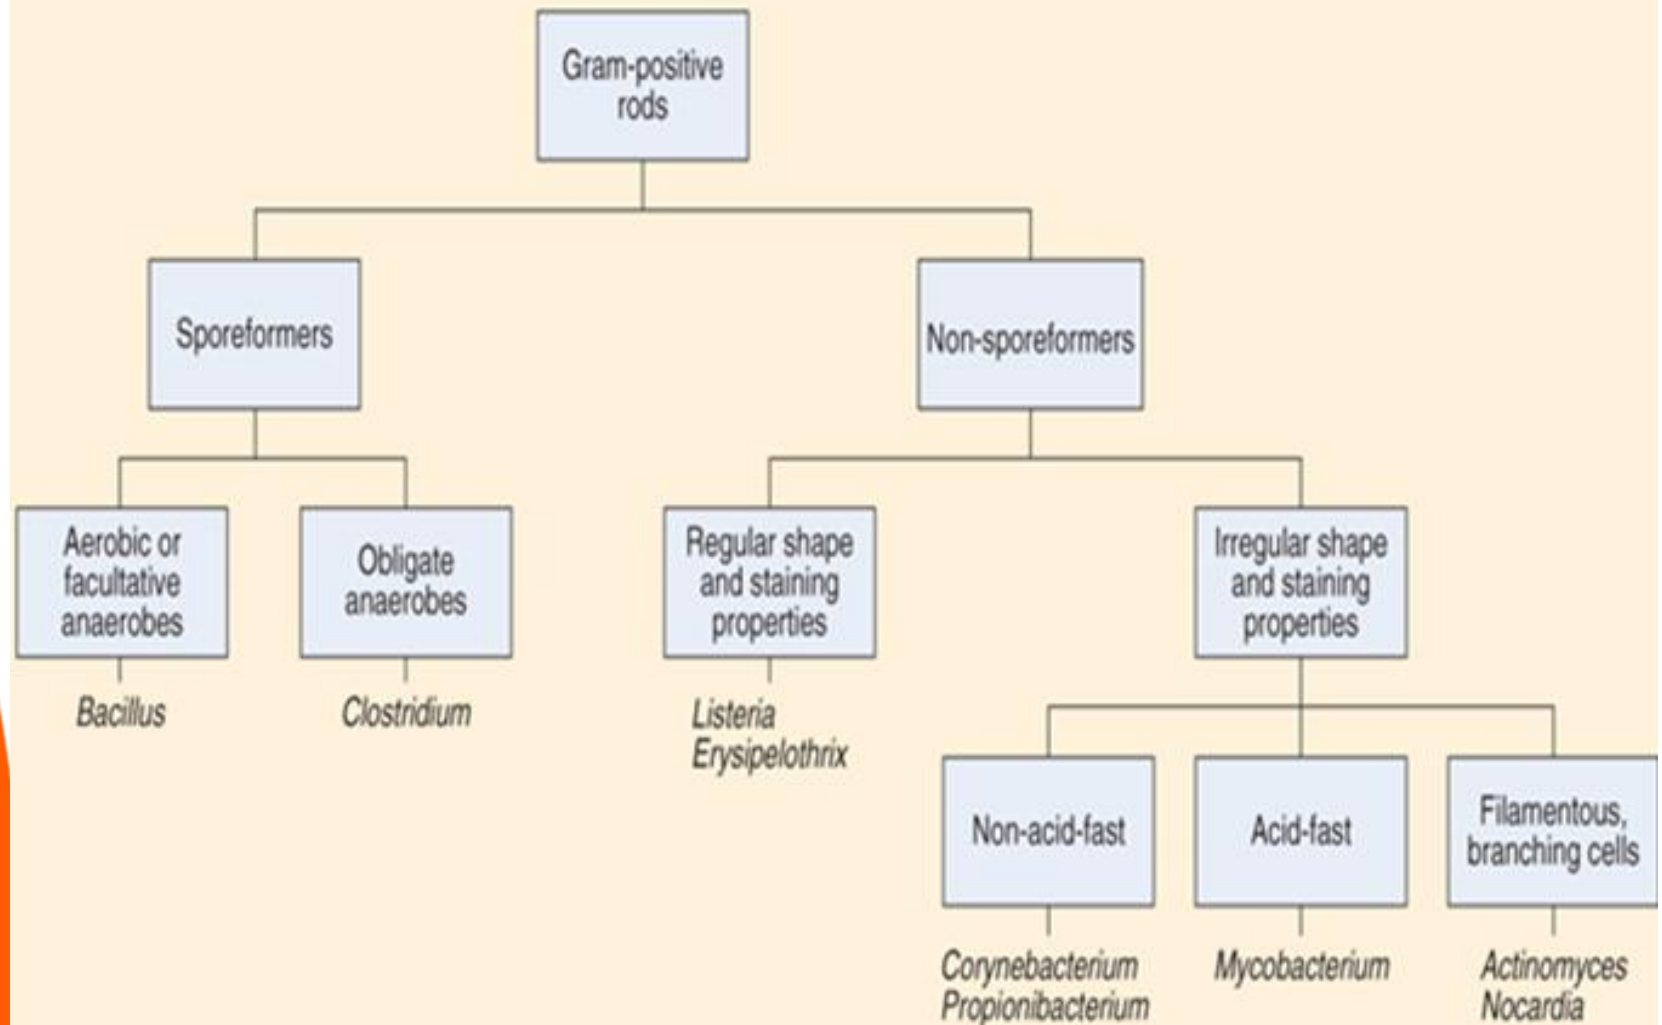 Gram-positive
rods
Sporeformers
Non-sporeformers
Aerobic or
facultative
anaerobes
Obligate
anaerobes
Regular shape
and staining
properties
Irregular shape
and staining
properties
Bacillus
Clostridium
Listeria
Erysipelothrix
Non-acid-fast
Acid-fast
Filamentous,
branching cells
Corynebacterium
Propionibacterium
Mycobacterium
Actinomyces
Nocardia